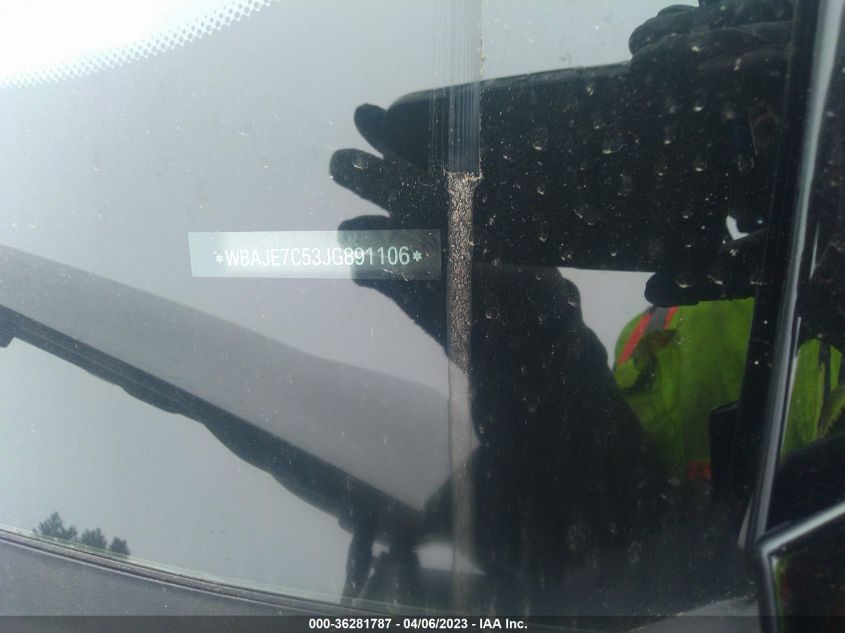 *WBAJE7C53JG891106*
000-36281787 - 04/06/2023 - IAA Inc.